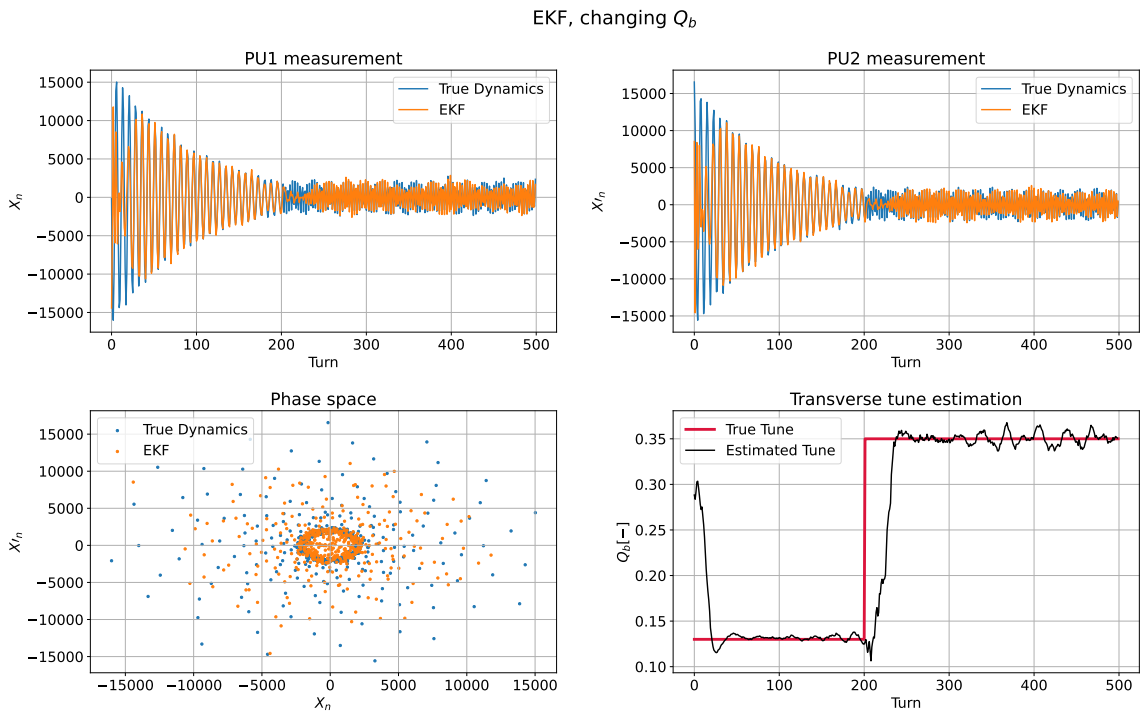 EKF, changing Q_b
PU1 measurement
15000
10000
5000
0
−5000
−10000
−15000
X_n
0 100 200 300 400 500
Turn
True Dynamics
EKF
PU2 measurement
15000
10000
5000
0
−5000
−10000
−15000
X′_n
0 100 200 300 400 500
Turn
True Dynamics
EKF
Phase space
15000
10000
5000
0
−5000
−10000
−15000
X′_n
−15000 −10000 −5000 0 5000 10000 15000
X_n
True Dynamics
EKF
Transverse tune estimation
0.35
0.30
0.25
0.20
0.15
0.10
Q_b[−]
0 100 200 300 400 500
Turn
True Tune
Estimated Tune